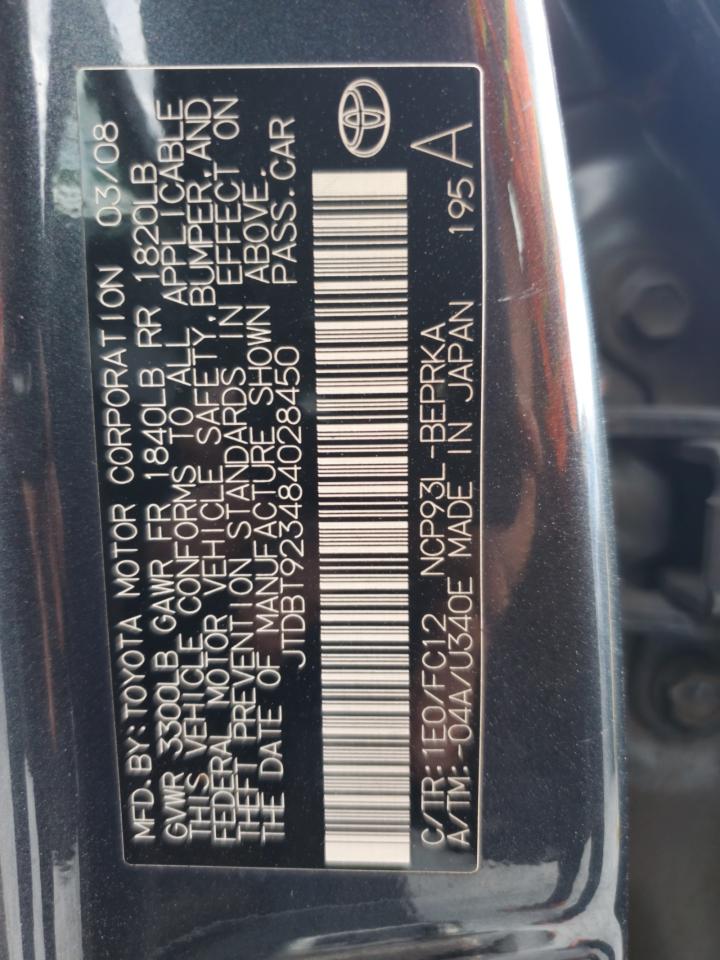 MFD.BY:TOYOTA MOTOR CORPORATION 03/08
GVWR 3300LB GAWR FR 1840LB RR 1820LB
THIS VEHICLE CONFORMS TO ALL APPLICABLE
FEDERAL MOTOR VEHICLE SAFETY,BUMPER,AND
THEFT PREVENTION STANDARDS IN EFFECT ON
THE DATE OF MANUFACTURE SHOWN ABOVE.
JTDBT923484028450 PASS.CAR
C/TR:1E0/FC12 NCP93L-BEPRKA 195A
A/TM:-04A/U340E MADE IN JAPAN